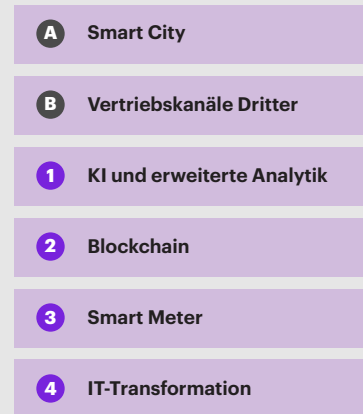 A Smart City
B Vertriebskanäle Dritter
1 KI und erweiterte Analytik
2 Blockchain
3 Smart Meter
4 IT-Transformation